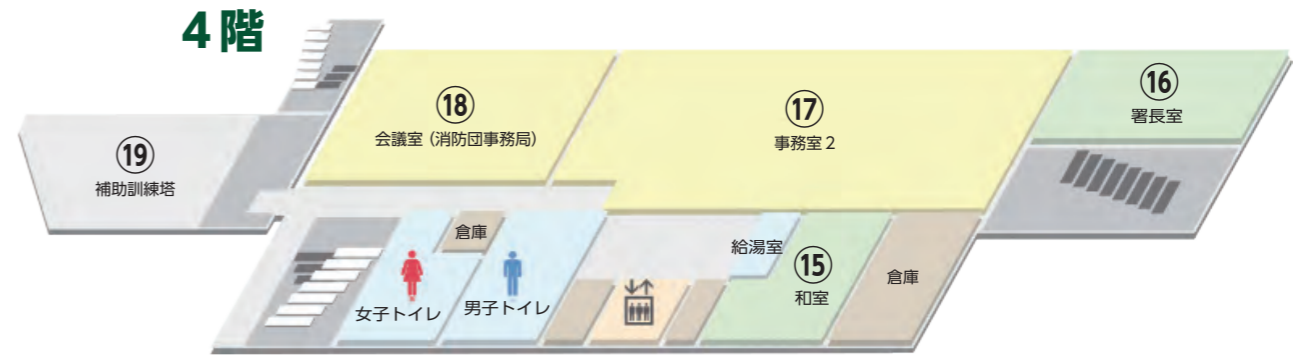 4階
⑱
会議室（消防団事務局）
⑰
事務室2
⑯
署長室
⑲
補助訓練塔
倉庫
女子トイレ
男子トイレ
給湯室
⑮
和室
倉庫